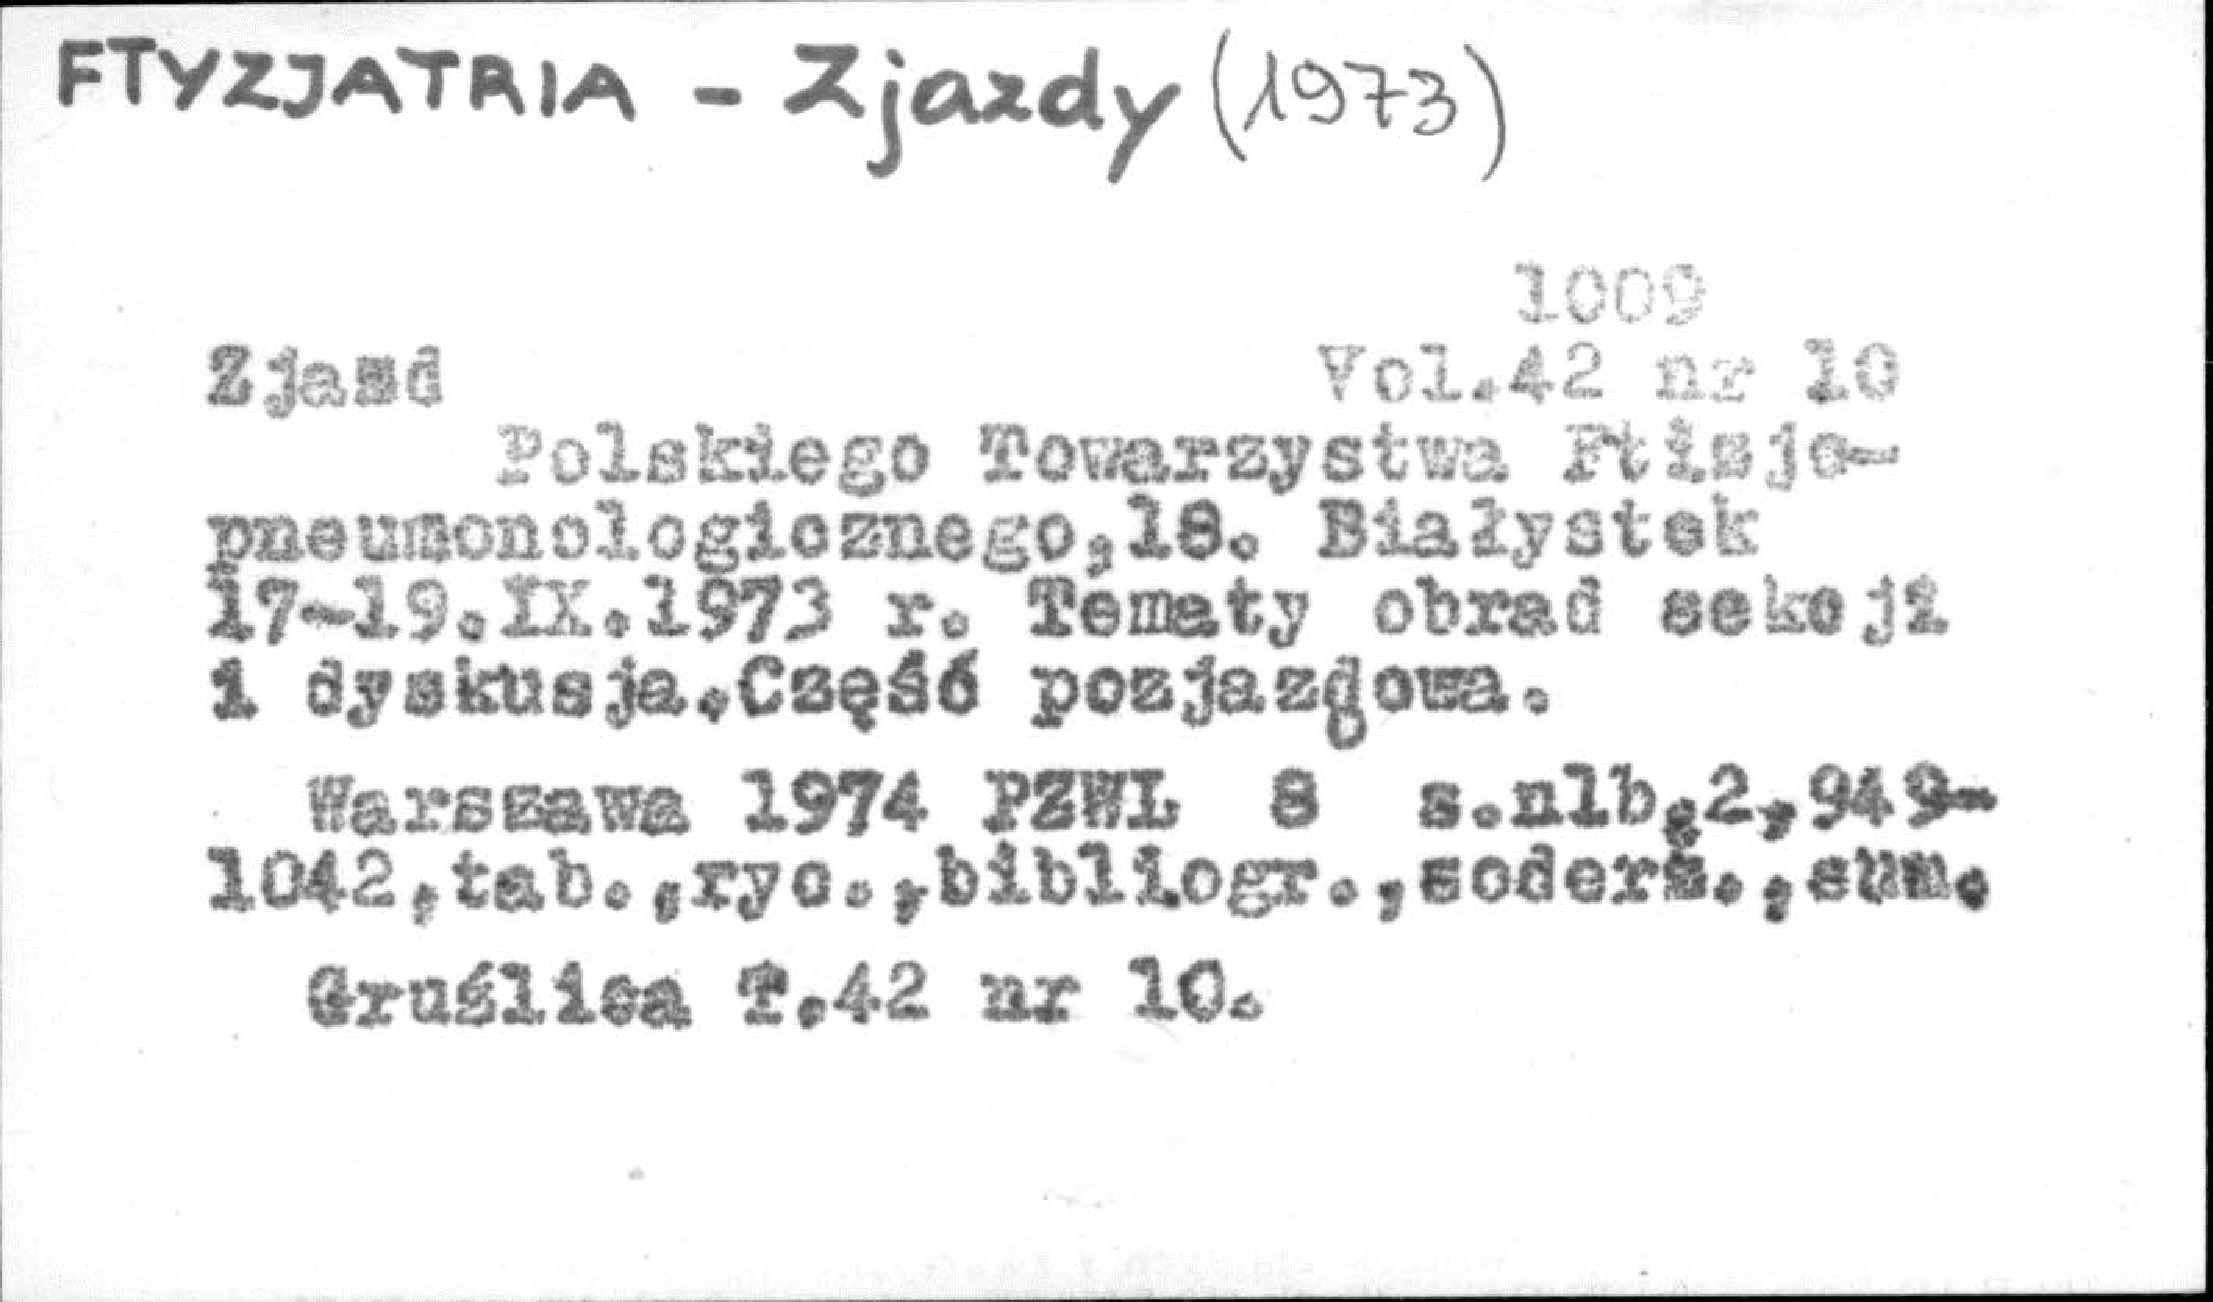 FTYZJATRIA - Zjazdy (1973)
1009
Zjazd Vol.42 nr 10
Polskiego Towarzystwa Ftizjo-
pneumonologicznego,18. Białystok
17-19.IX.1973 r. Tematy obrad sekcji
i dyskusja.Część pozjazdowa.
Warszawa 1974 PZWL 8 s.nlb.2,949-
1042,tab.,ryc.,bibliogr.,soderż.,sum.
Gruźlica T.42 nr 10.